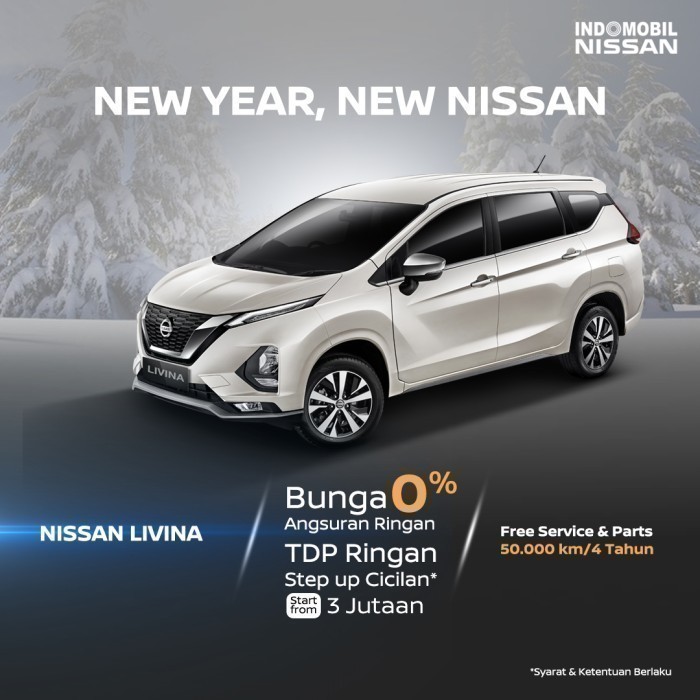 INDOMOBIL
NISSAN
NEW YEAR, NEW NISSAN
NISSAN
LIVINA
NISSAN LIVINA
Bunga 0%
Angsuran Ringan
TDP Ringan
Step up Cicilan*
Start from 3 Jutaan
Free Service & Parts
50.000 km/4 Tahun
*Syarat & Ketentuan Berlaku